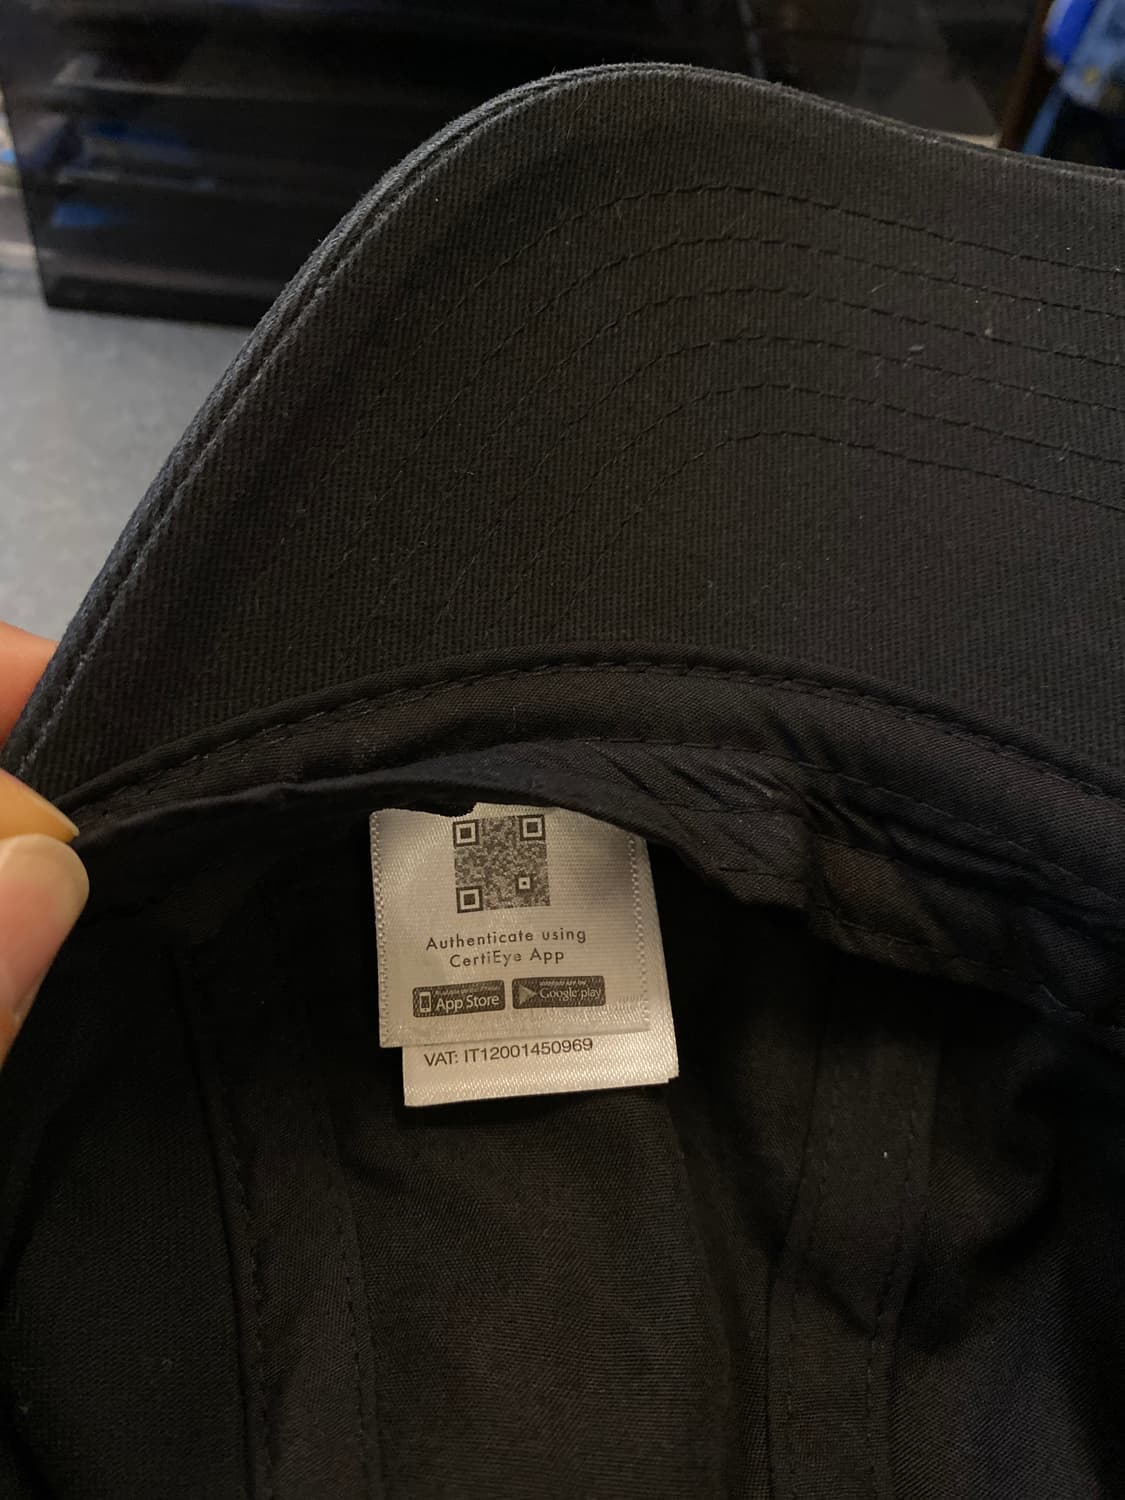 Authenticate using
CertiEye App
App Store
Google play
VAT: IT12001450969